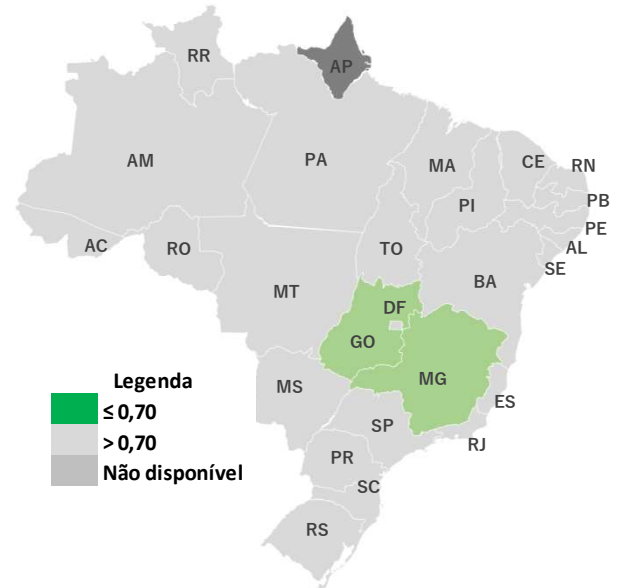 RR
AP
AM
PA
MA
CE
RN
PB
PI
PE
AC
RO
TO
AL
SE
BA
MT
DF
GO
MG
MS
ES
SP
RJ
PR
SC
RS
Legenda
≤ 0,70
> 0,70
Não disponível